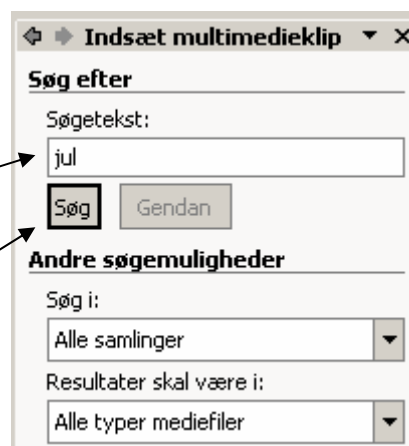 Indsæt multimedieklip
Søg efter
Søgetekst:
jul
Søg Gendan
Andre søgemuligheder
Søg i:
Alle samlinger
Resultater skal være i:
Alle typer mediefiler